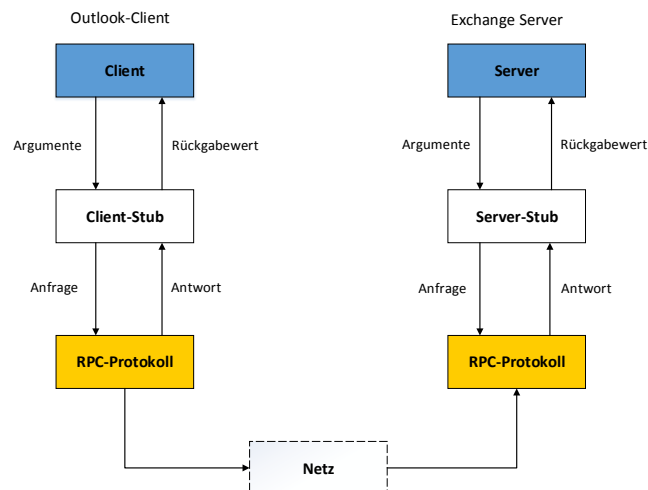 Outlook-Client
Exchange Server
Client
Server
Argumente
Rückgabewert
Argumente
Rückgabewert
Client-Stub
Server-Stub
Anfrage
Antwort
Anfrage
Antwort
RPC-Protokoll
RPC-Protokoll
Netz